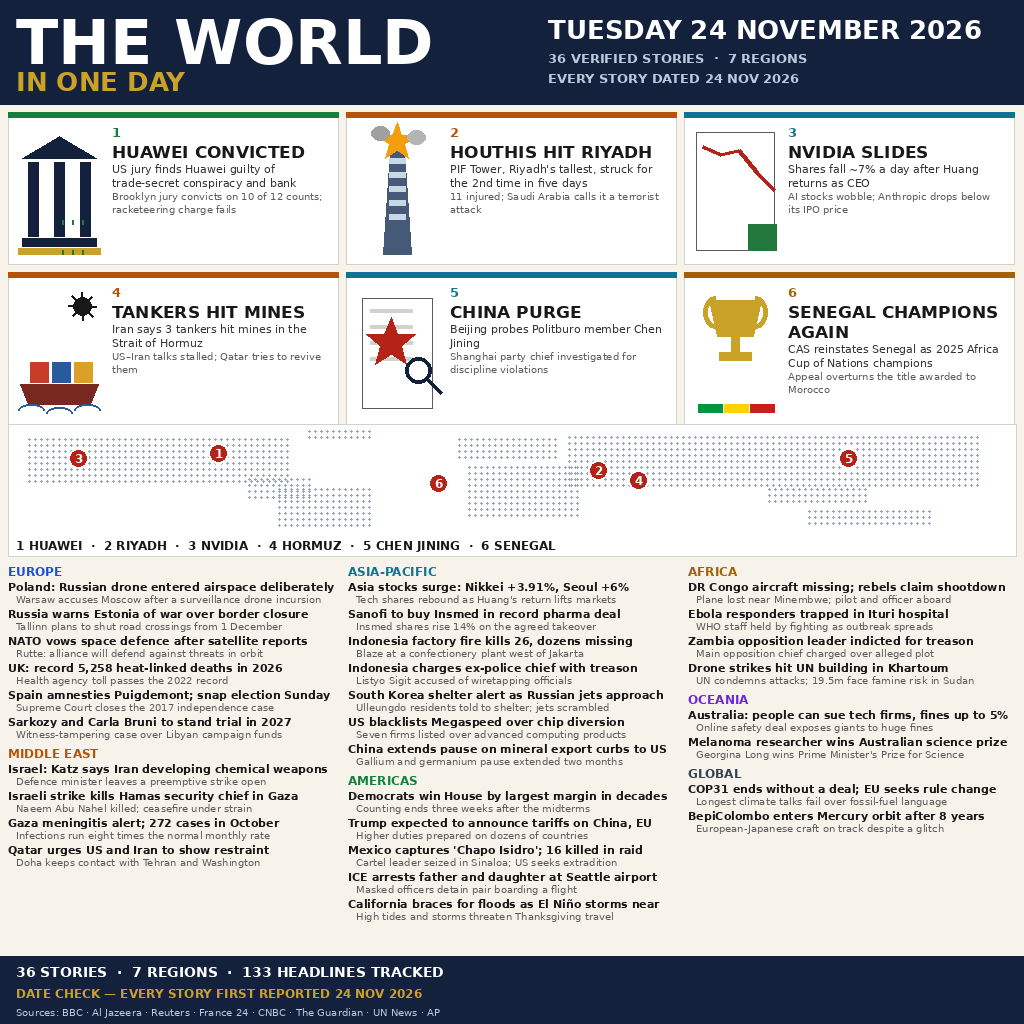 THE WORLD
IN ONE DAY
TUESDAY 24 NOVEMBER 2026
36 VERIFIED STORIES · 7 REGIONS
EVERY STORY DATED 24 NOV 2026
1
HUAWEI CONVICTED
US jury finds Huawei guilty of
trade-secret conspiracy and bank
Brooklyn jury convicts on 10 of 12 counts;
racketeering charge fails
2
HOUTHIS HIT RIYADH
PIF Tower, Riyadh's tallest, struck for
the 2nd time in five days
11 injured; Saudi Arabia calls it a terrorist
attack
3
NVIDIA SLIDES
Shares fall ~7% a day after Huang
returns as CEO
AI stocks wobble; Anthropic drops below
its IPO price
4
TANKERS HIT MINES
Iran says 3 tankers hit mines in the
Strait of Hormuz
US–Iran talks stalled; Qatar tries to revive
them
5
CHINA PURGE
Beijing probes Politburo member Chen
Jining
Shanghai party chief investigated for
discipline violations
6
SENEGAL CHAMPIONS
AGAIN
CAS reinstates Senegal as 2025 Africa
Cup of Nations champions
Appeal overturns the title awarded to
Morocco
3
1
6
2
4
5
1 HUAWEI · 2 RIYADH · 3 NVIDIA · 4 HORMUZ · 5 CHEN JINING · 6 SENEGAL
EUROPE
Poland: Russian drone entered airspace deliberately
Warsaw accuses Moscow after a surveillance drone incursion
Russia warns Estonia of war over border closure
Tallinn plans to shut road crossings from 1 December
NATO vows space defence after satellite reports
Rutte: alliance will defend against threats in orbit
UK: record 5,258 heat-linked deaths in 2026
Health agency toll passes the 2022 record
Spain amnesties Puigdemont; snap election Sunday
Supreme Court closes the 2017 independence case
Sarkozy and Carla Bruni to stand trial in 2027
Witness-tampering case over Libyan campaign funds
MIDDLE EAST
Israel: Katz says Iran developing chemical weapons
Defence minister leaves a preemptive strike open
Israeli strike kills Hamas security chief in Gaza
Naeem Abu Nahel killed; ceasefire under strain
Gaza meningitis alert; 272 cases in October
Infections run eight times the normal monthly rate
Qatar urges US and Iran to show restraint
Doha keeps contact with Tehran and Washington
ASIA-PACIFIC
Asia stocks surge: Nikkei +3.91%, Seoul +6%
Tech shares rebound as Huang's return lifts markets
Sanofi to buy Insmed in record pharma deal
Insmed shares rise 14% on the agreed takeover
Indonesia factory fire kills 26, dozens missing
Blaze at a confectionery plant west of Jakarta
Indonesia charges ex-police chief with treason
Listyo Sigit accused of wiretapping officials
South Korea shelter alert as Russian jets approach
Ulleungdo residents told to shelter; jets scrambled
US blacklists Megaspeed over chip diversion
Seven firms listed over advanced computing products
China extends pause on mineral export curbs to US
Gallium and germanium pause extended two months
AMERICAS
Democrats win House by largest margin in decades
Counting ends three weeks after the midterms
Trump expected to announce tariffs on China, EU
Higher duties prepared on dozens of countries
Mexico captures 'Chapo Isidro'; 16 killed in raid
Cartel leader seized in Sinaloa; US seeks extradition
ICE arrests father and daughter at Seattle airport
Masked officers detain pair boarding a flight
California braces for floods as El Niño storms near
High tides and storms threaten Thanksgiving travel
AFRICA
DR Congo aircraft missing; rebels claim shootdown
Plane lost near Minembwe; pilot and officer aboard
Ebola responders trapped in Ituri hospital
WHO staff held by fighting as outbreak spreads
Zambia opposition leader indicted for treason
Main opposition chief charged over alleged plot
Drone strikes hit UN building in Khartoum
UN condemns attacks; 19.5m face famine risk in Sudan
OCEANIA
Australia: people can sue tech firms, fines up to 5%
Online safety deal exposes giants to huge fines
Melanoma researcher wins Australian science prize
Georgina Long wins Prime Minister's Prize for Science
GLOBAL
COP31 ends without a deal; EU seeks rule change
Longest climate talks fail over fossil-fuel language
BepiColombo enters Mercury orbit after 8 years
European-Japanese craft on track despite a glitch
36 STORIES · 7 REGIONS · 133 HEADLINES TRACKED
DATE CHECK — EVERY STORY FIRST REPORTED 24 NOV 2026
Sources: BBC · Al Jazeera · Reuters · France 24 · CNBC · The Guardian · UN News · AP